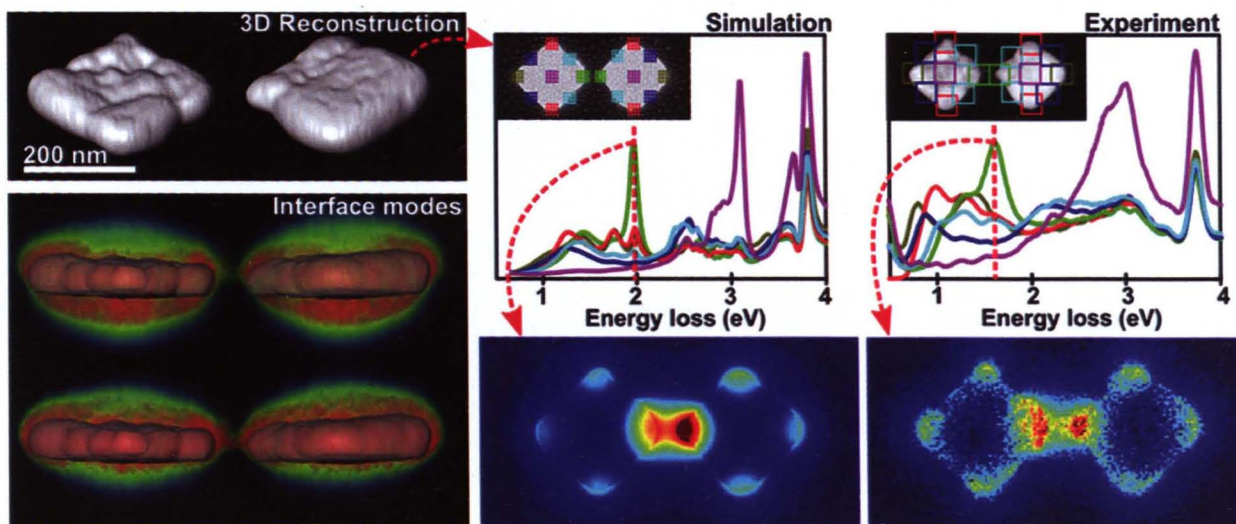 3D Reconstruction
200 nm
Interface modes
Simulation
1 2 3 4
Energy loss (eV)
Experiment
1 2 3 4
Energy loss (eV)